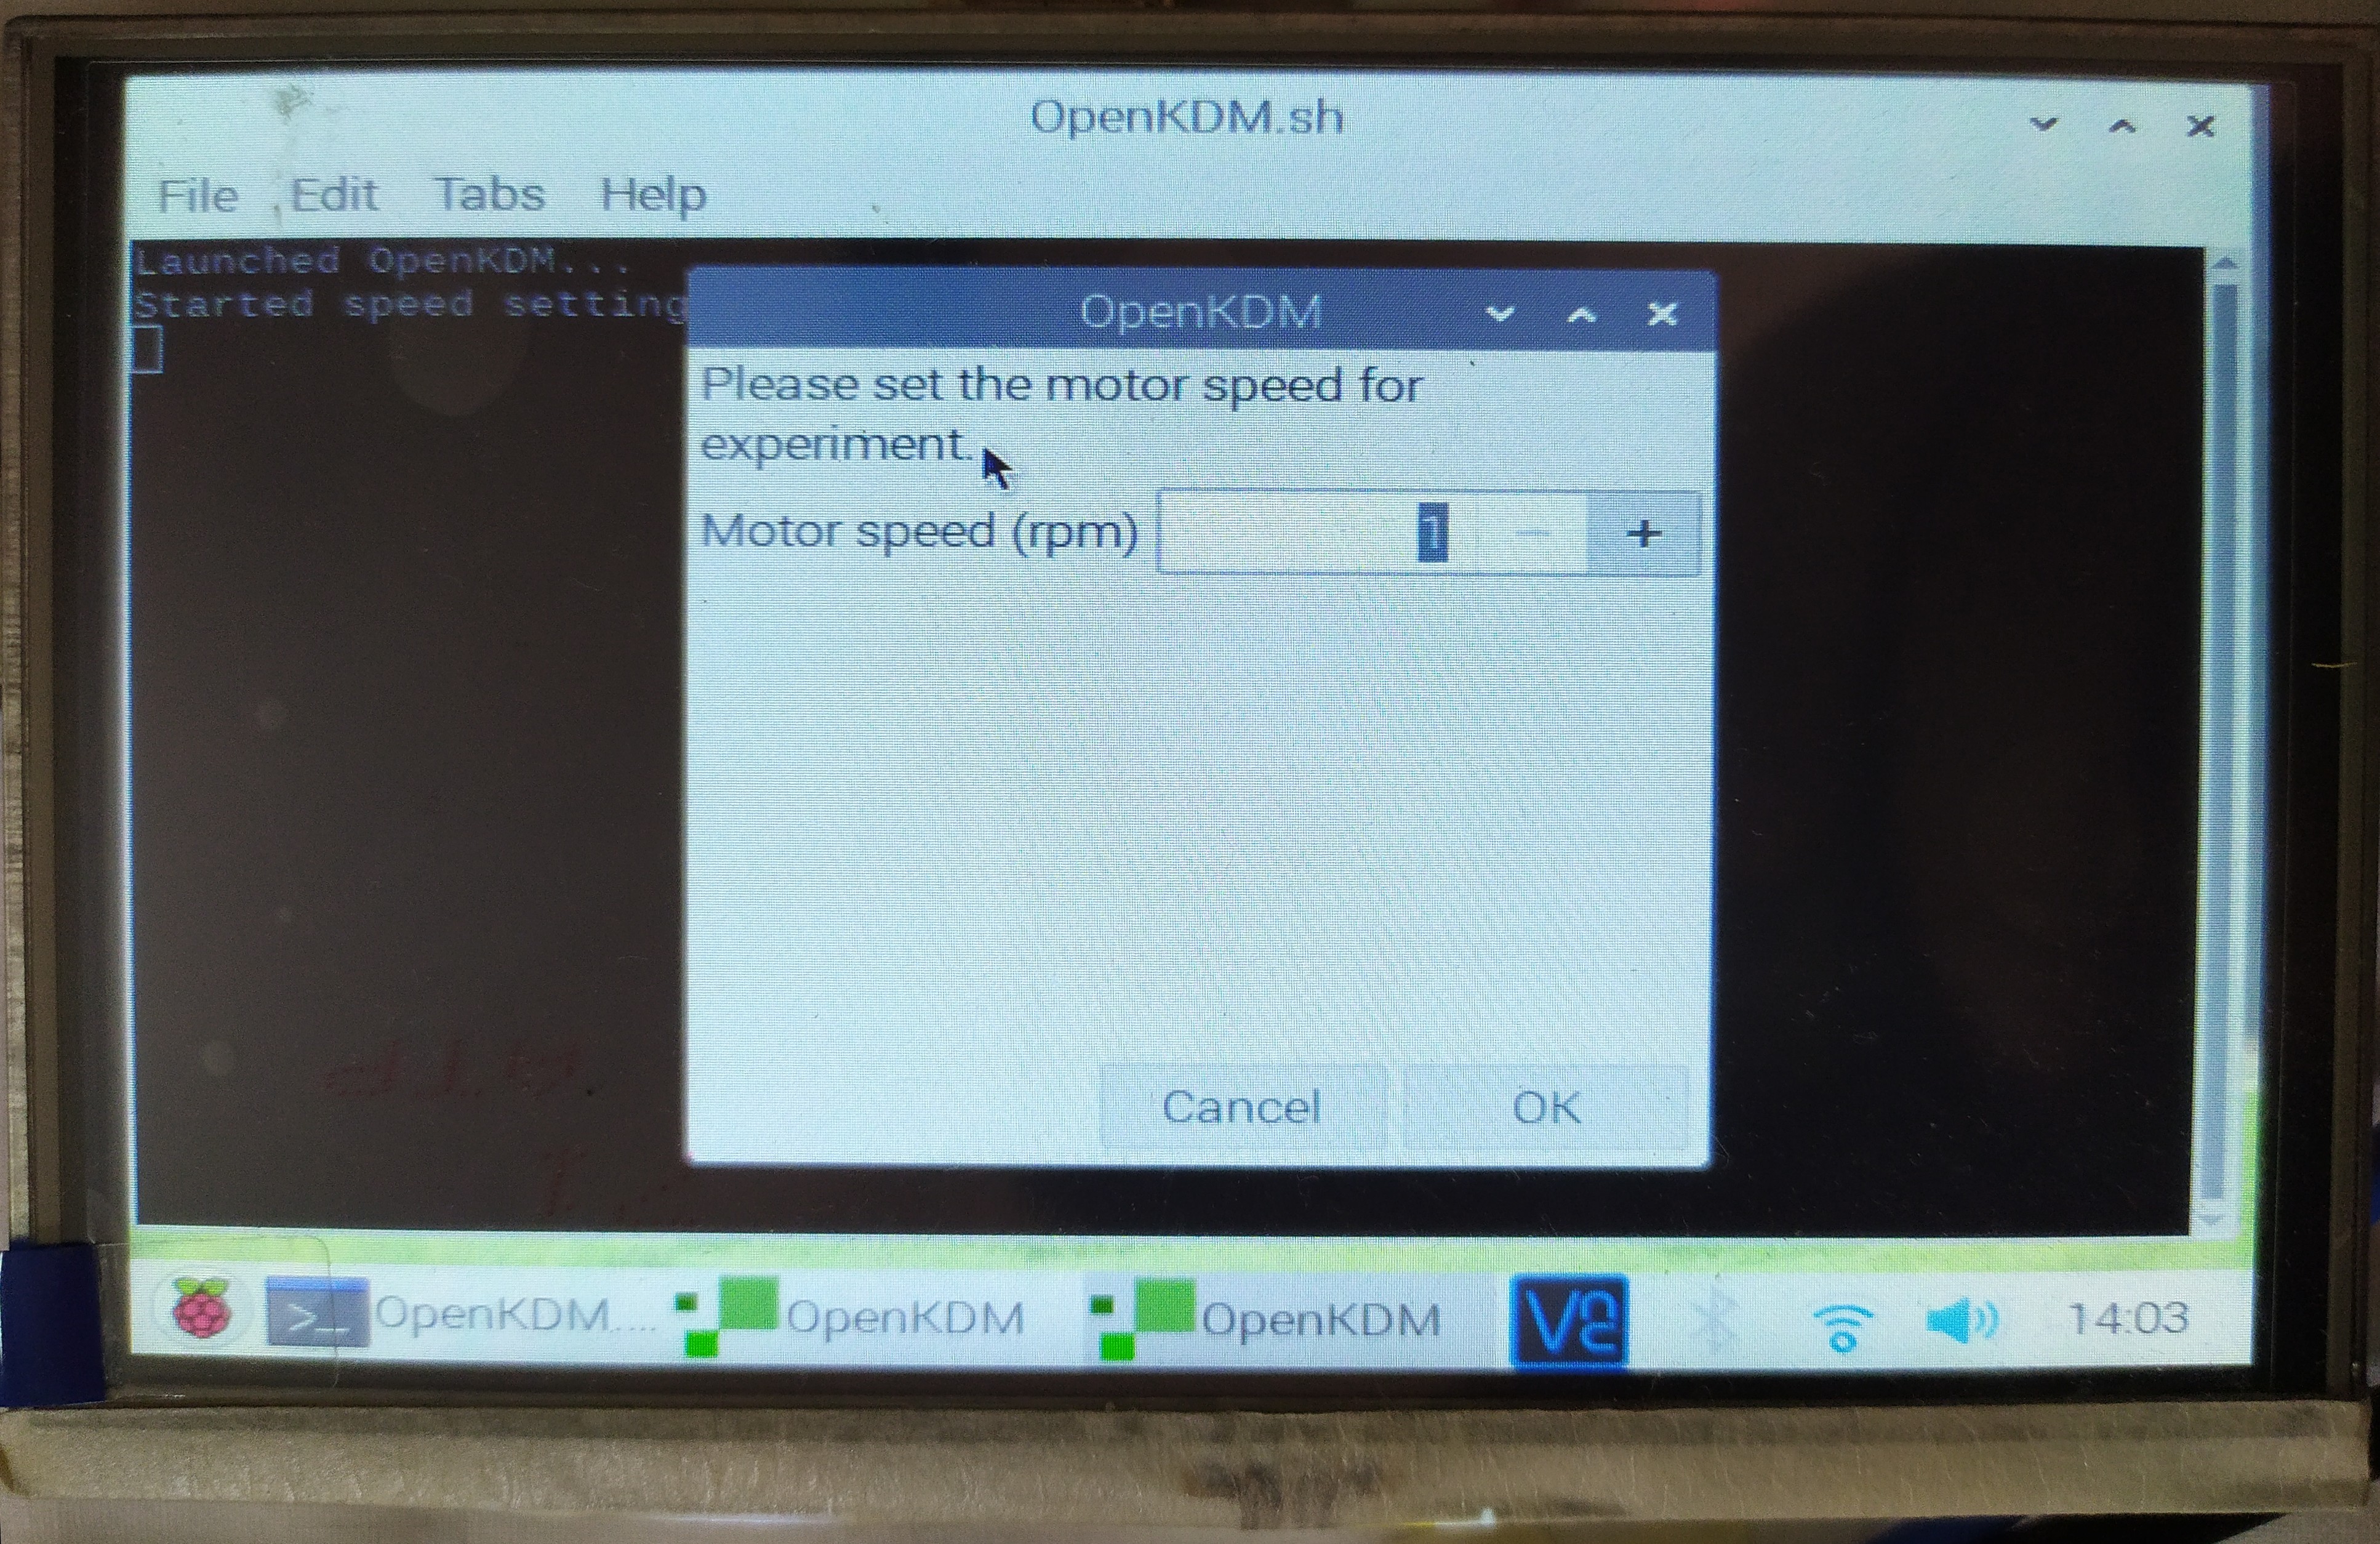 OpenKDM.sh
File Edit Tabs Help
Launched OpenKDM...
Started speed setting
OpenKDM
Please set the motor speed for
experiment.
Motor speed (rpm) 1 − +
Cancel OK
>_ OpenKDM.... OpenKDM OpenKDM V2 14:03